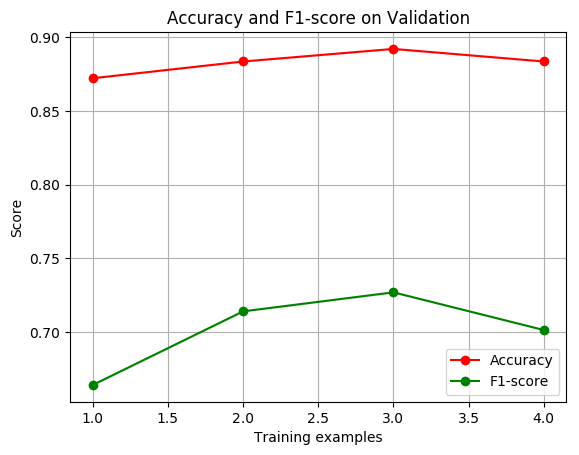 Accuracy and F1-score on Validation
0.90
0.85
0.80
0.75
0.70
Score
1.0 1.5 2.0 2.5 3.0 3.5 4.0
Training examples
Accuracy
F1-score